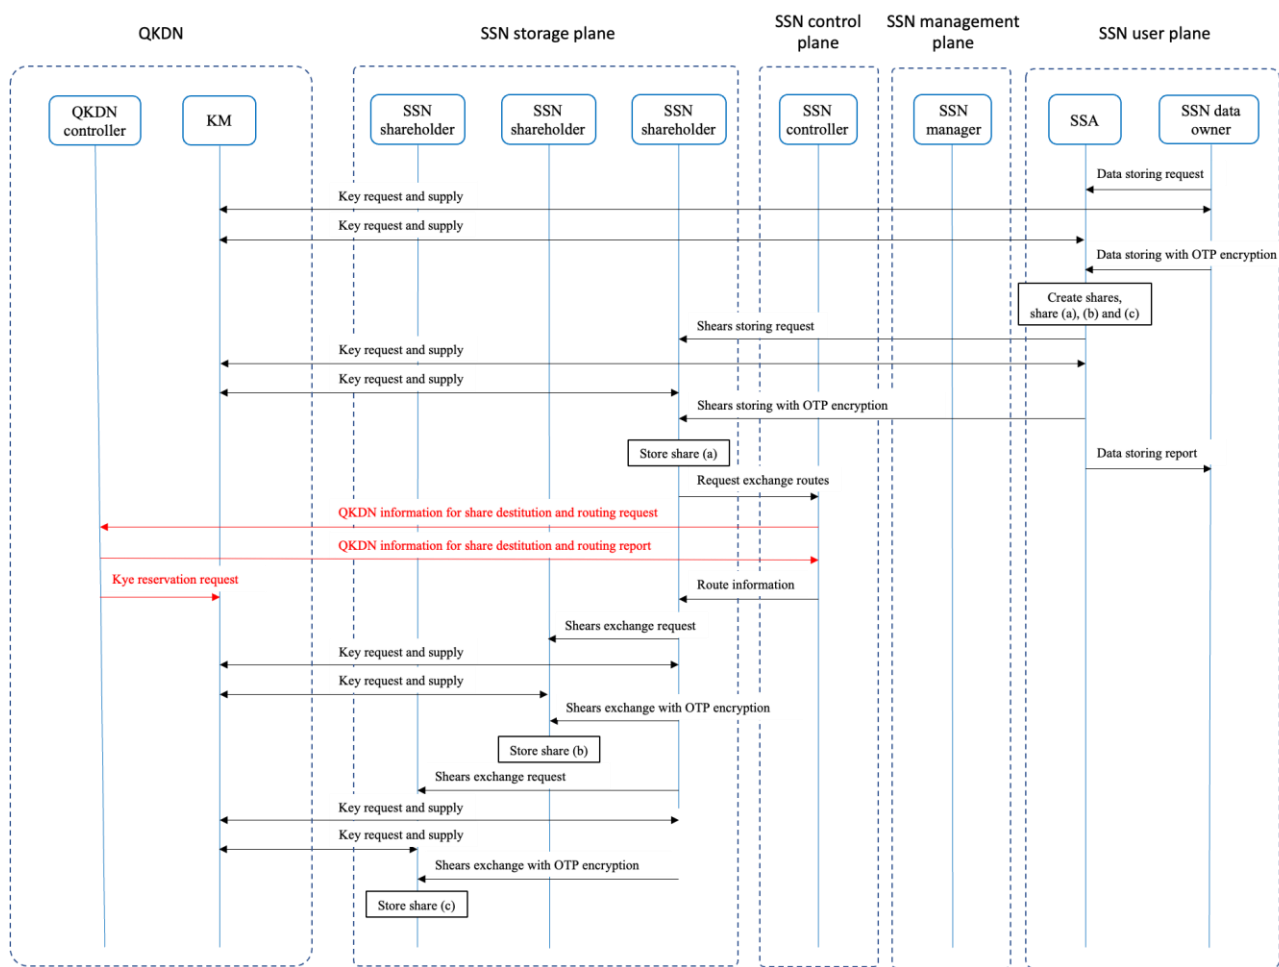 QKDN
SSN storage plane
SSN control
plane
SSN management
plane
SSN user plane
QKDN
controller
KM
SSN
shareholder
SSN
shareholder
SSN
shareholder
SSN
controller
SSN
manager
SSA
SSN data
owner
Data storing request
Key request and supply
Key request and supply
Data storing with OTP encryption
Create shares,
share (a), (b) and (c)
Shears storing request
Key request and supply
Key request and supply
Shears storing with OTP encryption
Store share (a)
Data storing report
Request exchange routes
QKDN information for share destitution and routing request
QKDN information for share destitution and routing report
Kye reservation request
Route information
Shears exchange request
Key request and supply
Key request and supply
Shears exchange with OTP encryption
Store share (b)
Shears exchange request
Key request and supply
Key request and supply
Shears exchange with OTP encryption
Store share (c)